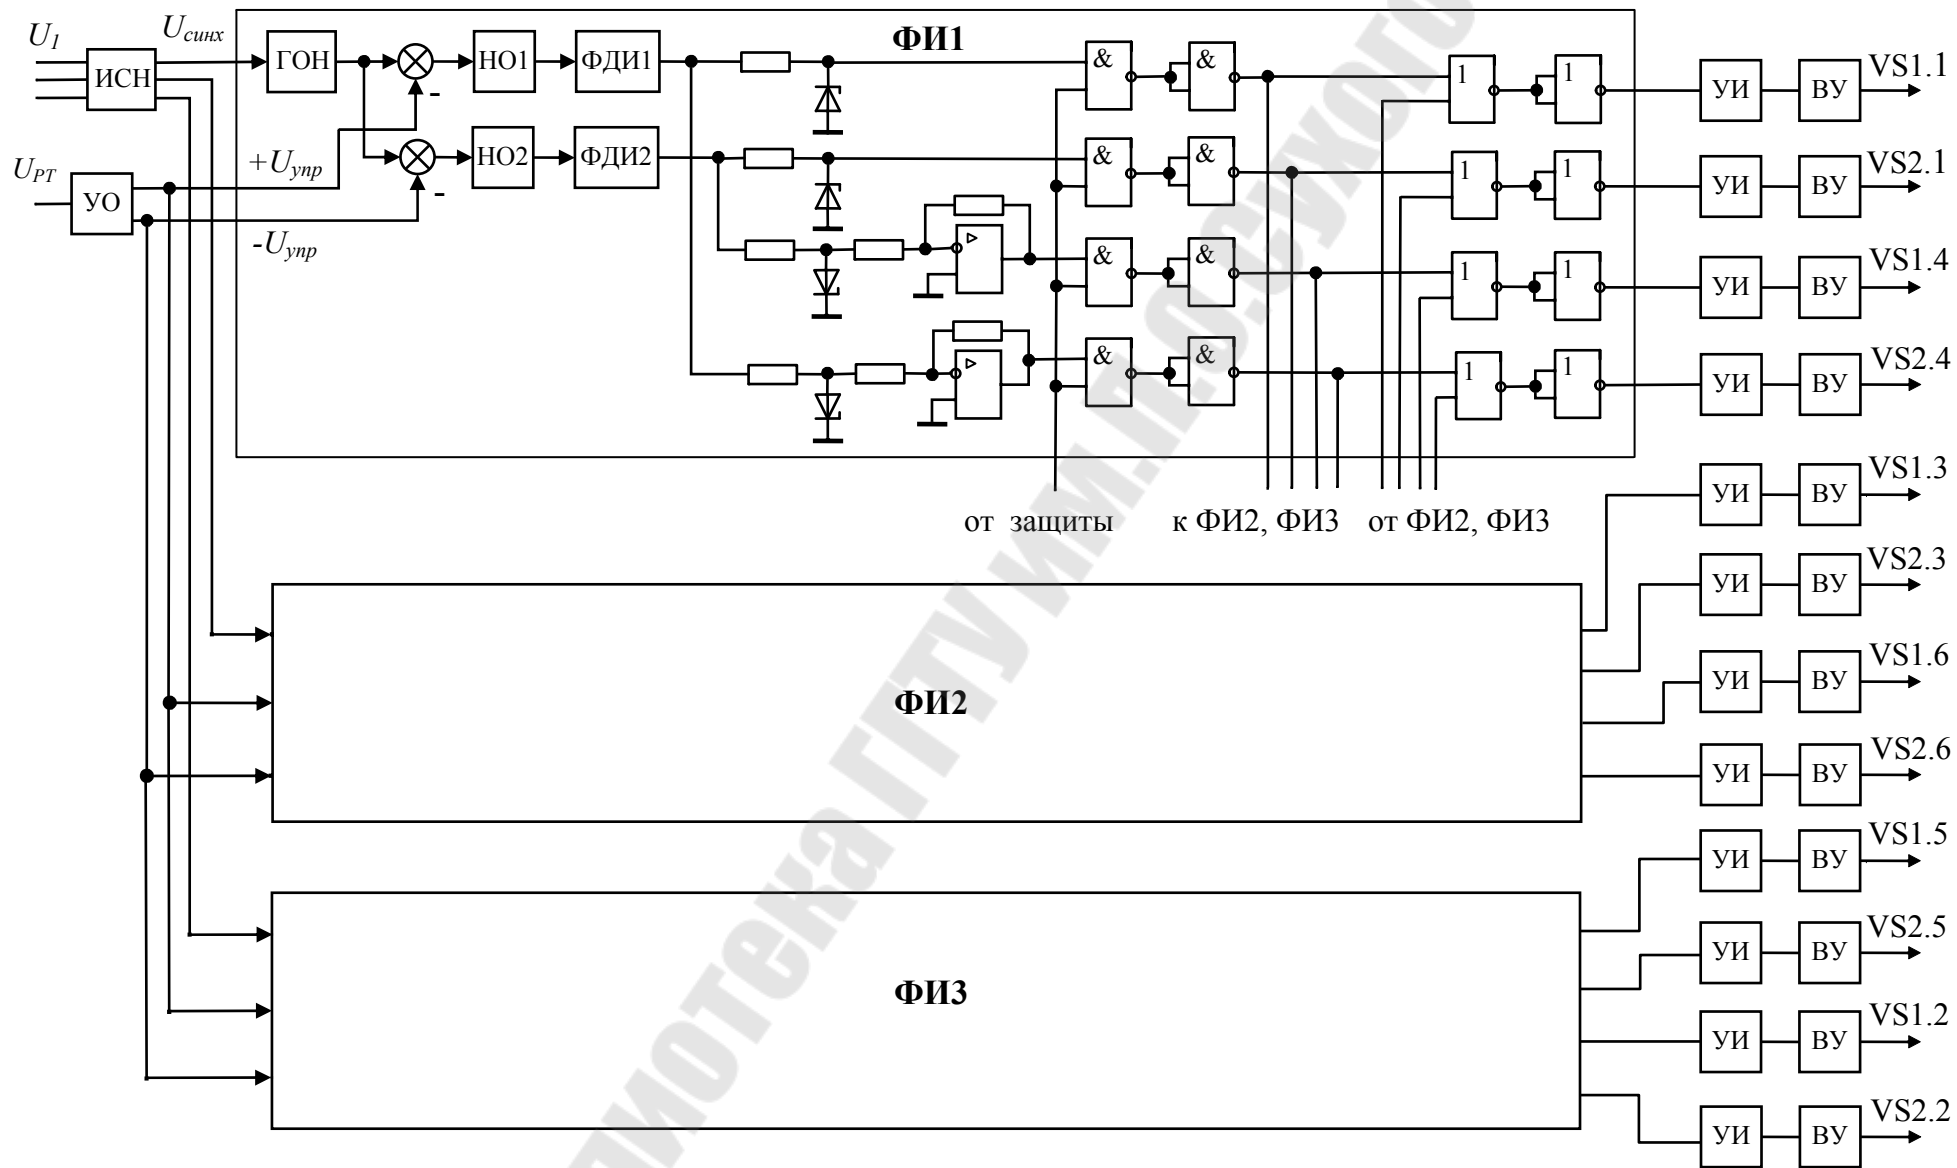 U1
Uсинх
ФИ1
ИСН
ГОН
НО1
ФДИ1
-
& & 1 1
УИ ВУ VS1.1
UРТ
УО
+Uупр
НО2
ФДИ2
-
& & 1 1
УИ ВУ VS2.1
-Uупр
& & 1 1
УИ ВУ VS1.4
& & 1 1
УИ ВУ VS2.4
от защиты
к ФИ2, ФИ3
от ФИ2, ФИ3
УИ ВУ VS1.3
УИ ВУ VS2.3
ФИ2
УИ ВУ VS1.6
УИ ВУ VS2.6
УИ ВУ VS1.5
ФИ3
УИ ВУ VS2.5
УИ ВУ VS1.2
УИ ВУ VS2.2
ГГТУ им.П.О.Сухого